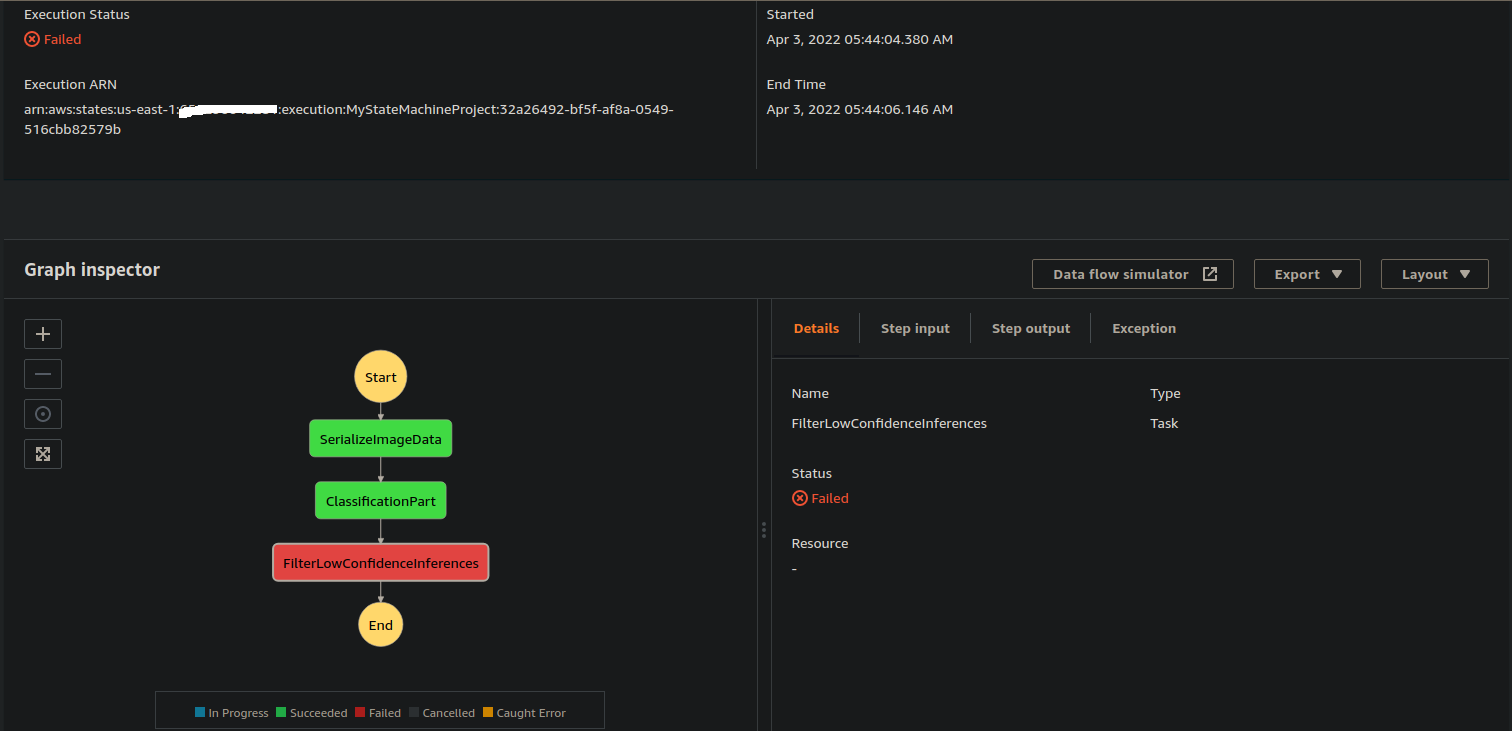 Execution Status
Failed
Execution ARN
arn:aws:states:us-east-1: :execution:MyStateMachineProject:32a26492-bf5f-af8a-0549-
516cbb82579b
Started
Apr 3, 2022 05:44:04.380 AM
End Time
Apr 3, 2022 05:44:06.146 AM
Graph inspector
Data flow simulator
Export
Layout
Start
SerializeImageData
ClassificationPart
FilterLowConfidenceInferences
End
In Progress Succeeded Failed Cancelled Caught Error
Details Step input Step output Exception
Name
FilterLowConfidenceInferences
Type
Task
Status
Failed
Resource
-